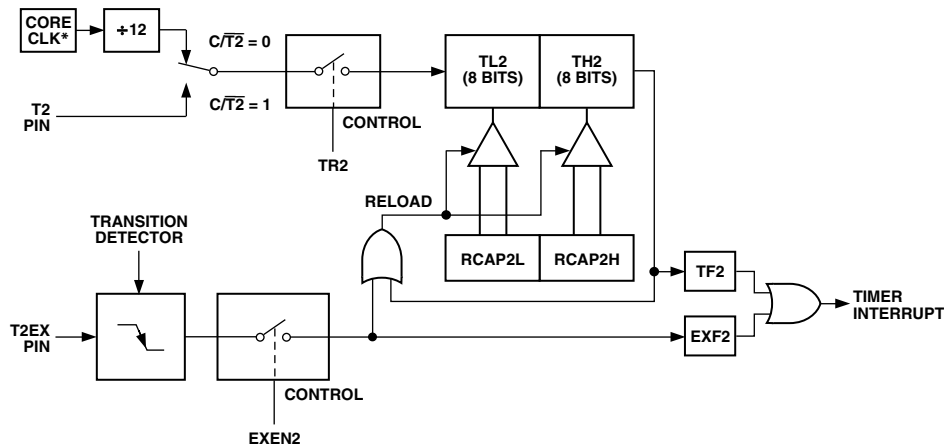 CORE
CLK*
÷12
C/T2 = 0
C/T2 = 1
T2
PIN
CONTROL
TR2
TL2
(8 BITS)
TH2
(8 BITS)
RELOAD
TRANSITION
DETECTOR
RCAP2L
RCAP2H
TF2
TIMER
INTERRUPT
T2EX
PIN
EXF2
CONTROL
EXEN2